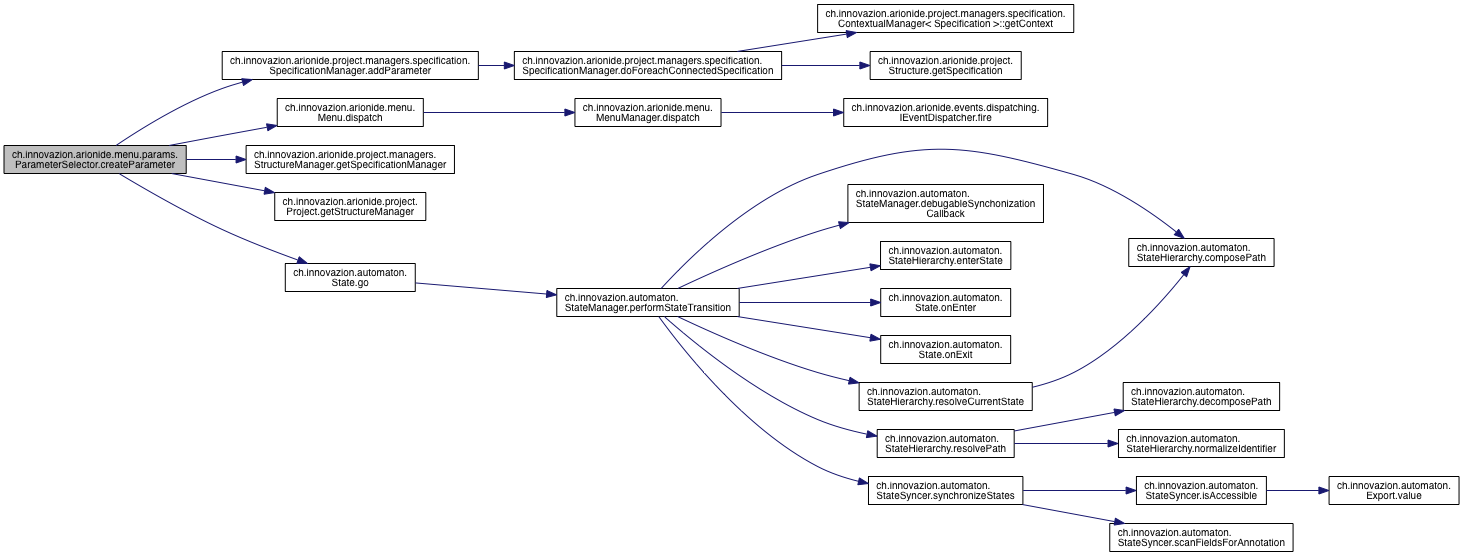 ch.innovazion.arionide.menu.params.
ParameterSelector.createParameter
ch.innovazion.arionide.project.managers.specification.
SpecificationManager.addParameter
ch.innovazion.arionide.project.managers.specification.
SpecificationManager.doForeachConnectedSpecification
ch.innovazion.arionide.project.managers.specification.
ContextualManager< Specification >::getContext
ch.innovazion.arionide.project.
Structure.getSpecification
ch.innovazion.arionide.menu.
Menu.dispatch
ch.innovazion.arionide.menu.
MenuManager.dispatch
ch.innovazion.arionide.events.dispatching.
IEventDispatcher.fire
ch.innovazion.arionide.project.managers.
StructureManager.getSpecificationManager
ch.innovazion.arionide.project.
Project.getStructureManager
ch.innovazion.automaton.
State.go
ch.innovazion.automaton.
StateManager.performStateTransition
ch.innovazion.automaton.
StateManager.debugableSynchonization
Callback
ch.innovazion.automaton.
StateHierarchy.enterState
ch.innovazion.automaton.
State.onEnter
ch.innovazion.automaton.
State.onExit
ch.innovazion.automaton.
StateHierarchy.resolveCurrentState
ch.innovazion.automaton.
StateHierarchy.composePath
ch.innovazion.automaton.
StateHierarchy.resolvePath
ch.innovazion.automaton.
StateHierarchy.decomposePath
ch.innovazion.automaton.
StateHierarchy.normalizeIdentifier
ch.innovazion.automaton.
StateSyncer.synchronizeStates
ch.innovazion.automaton.
StateSyncer.isAccessible
ch.innovazion.automaton.
Export.value
ch.innovazion.automaton.
StateSyncer.scanFieldsForAnnotation